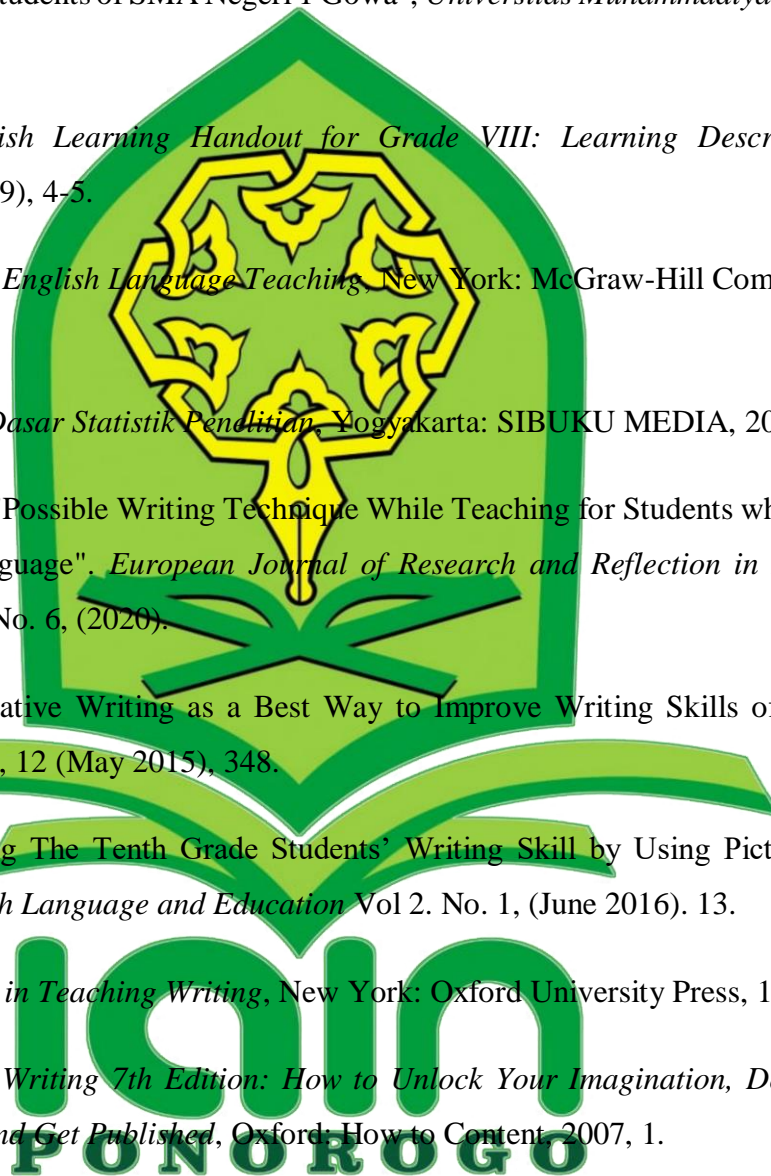 tudents of SMA Negeri 1 Gowa", Universitas Muhammadiya
ish Learning Handout for Grade VIII: Learning Descr
9), 4-5.
English Language Teaching, New York: McGraw-Hill Com
Dasar Statistik Penelitian, Yogyakarta: SIBUKU MEDIA, 20
"Possible Writing Technique While Teaching for Students wh
guage". European Journal of Research and Reflection in
No. 6, (2020).
ative Writing as a Best Way to Improve Writing Skills of
, 12 (May 2015), 348.
g The Tenth Grade Students' Writing Skill by Using Pict
h Language and Education Vol 2. No. 1, (June 2016). 13.
in Teaching Writing, New York: Oxford University Press, 1
Writing 7th Edition: How to Unlock Your Imagination, D
nd Get Published, Oxford: How to Content, 2007, 1.
iain
PONOROGO